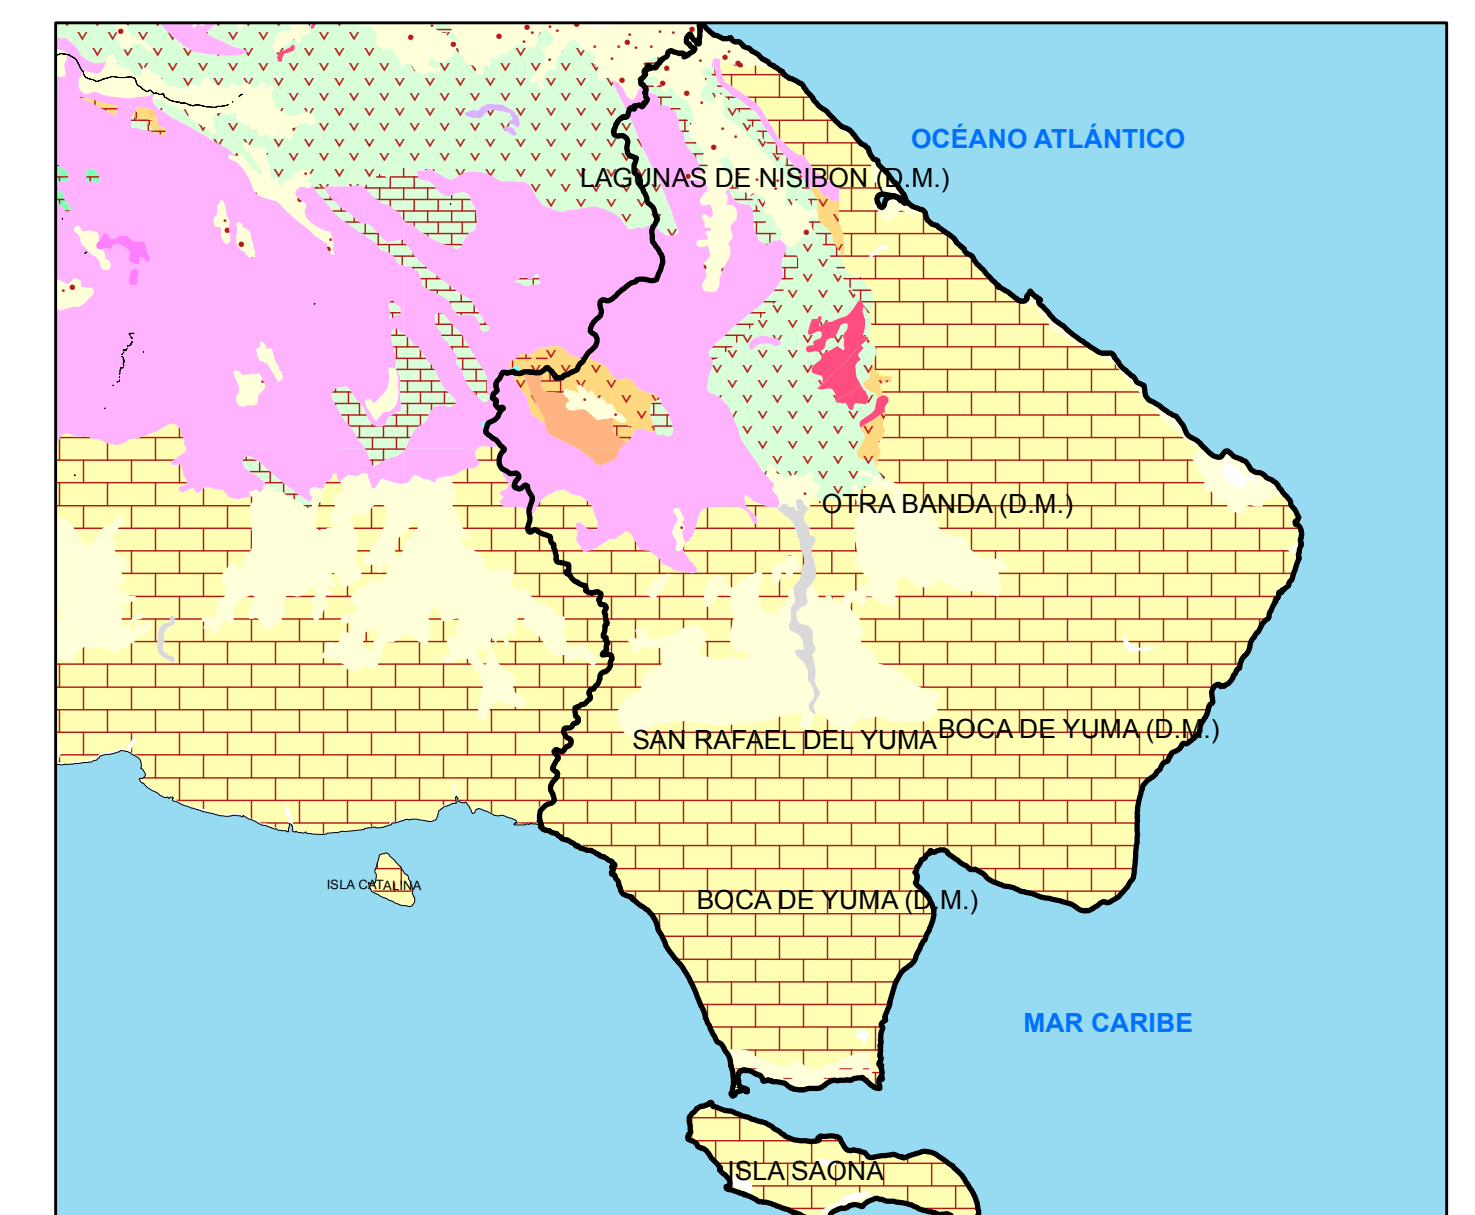 OCÉANO ATLÁNTICO
LAGUNAS DE NISIBON (D.M.)
OTRA BANDA (D.M.)
BOCA DE YUMA (D.M.)
SAN RAFAEL DEL YUMA
ISLA CATALINA
BOCA DE YUMA (D.M.)
MAR CARIBE
ISLA SAONA